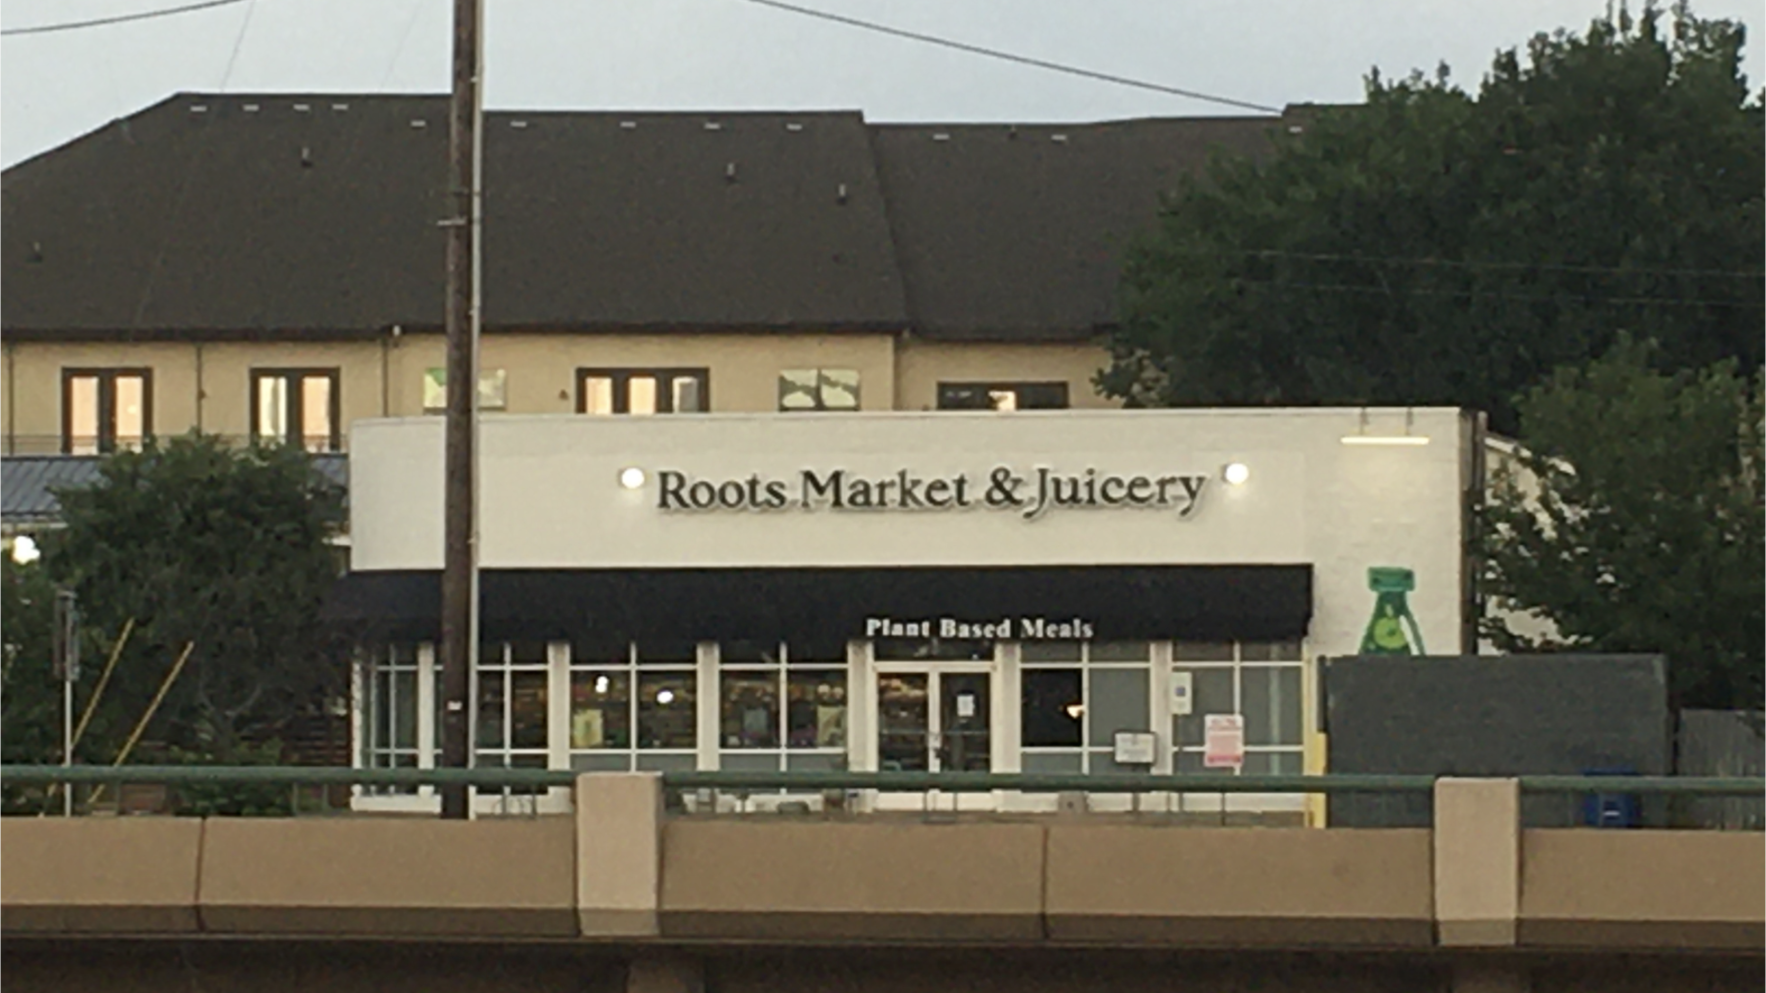 Roots Market & Juicery
Plant Based Meals